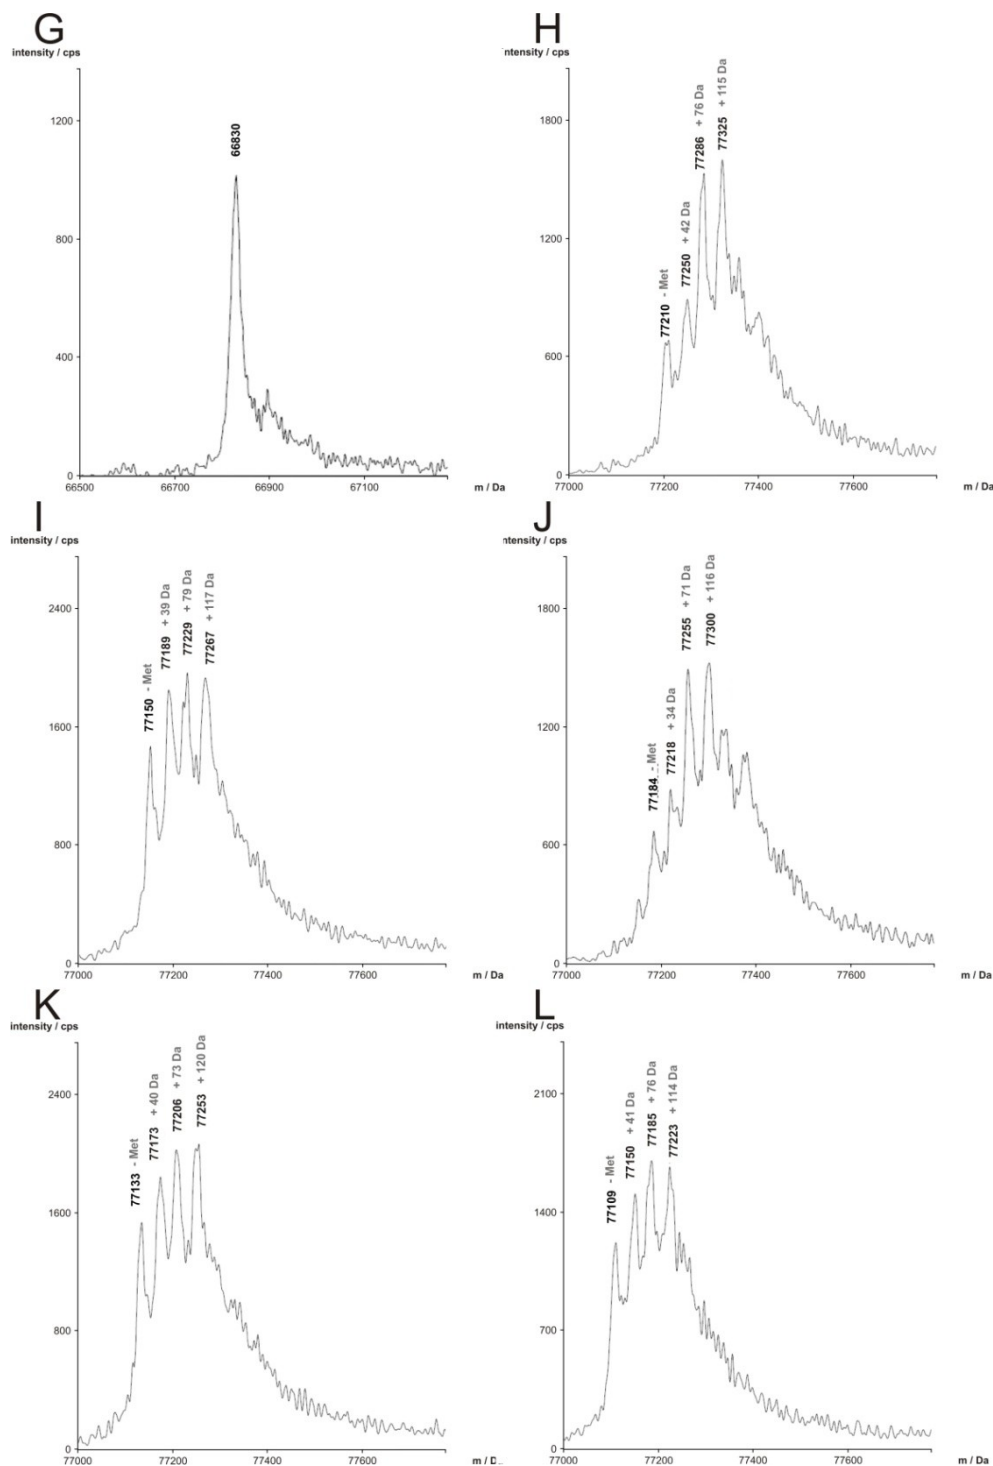 G
intensity / cps
1200
800
400
0
66830
66500
66700
66900
67100
m / Da
H
ntensity / cps
1800
1200
600
0
77210 - Met
77250 + 42 Da
77286 + 76 Da
77325 + 115 Da
77000
77200
77400
77600
m / Da
I
intensity / cps
2400
1600
800
0
77150 - Met
77189 + 39 Da
77229 + 79 Da
77267 + 117 Da
77000
77200
77400
77600
m / Da
J
ntensity / cps
1800
1200
600
0
77184 - Met
77218 + 34 Da
77255 + 71 Da
77300 + 116 Da
77000
77200
77400
77600
m / Da
K
intensity / cps
2400
1600
800
0
77133 - Met
77173 + 40 Da
77206 + 73 Da
77253 + 120 Da
77000
77200
77400
77600
m / D...
L
intensity / cps
2100
1400
700
0
77109 - Met
77150 + 41 Da
77185 + 76 Da
77223 + 114 Da
77000
77200
77400
77600
m / Da